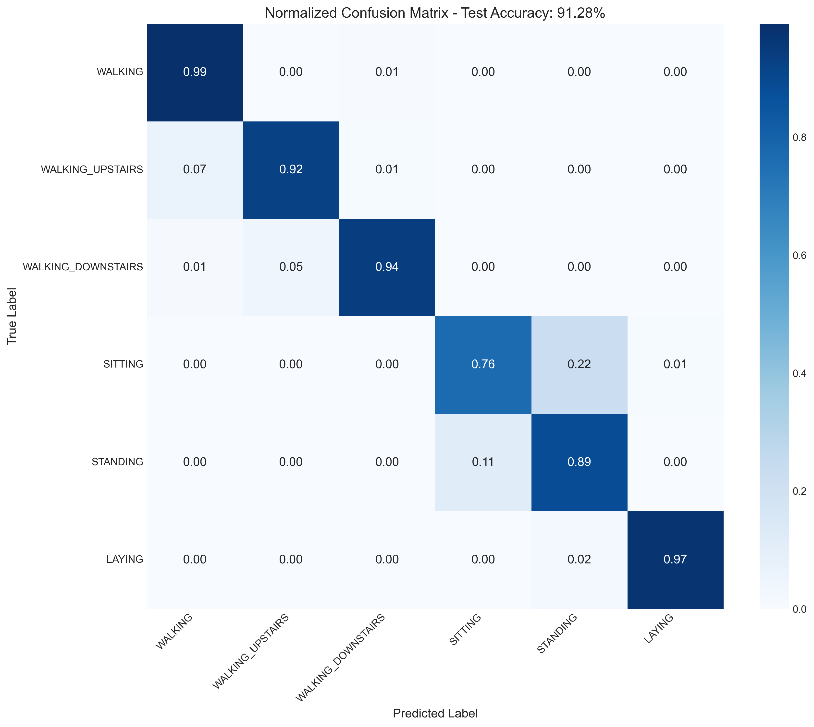 Normalized Confusion Matrix - Test Accuracy: 91.28%
True Label
WALKING 0.99 0.00 0.01 0.00 0.00 0.00
WALKING_UPSTAIRS 0.07 0.92 0.01 0.00 0.00 0.00
WALKING_DOWNSTAIRS 0.01 0.05 0.94 0.00 0.00 0.00
SITTING 0.00 0.00 0.00 0.76 0.22 0.01
STANDING 0.00 0.00 0.00 0.11 0.89 0.00
LAYING 0.00 0.00 0.00 0.00 0.02 0.97
WALKING WALKING_UPSTAIRS WALKING_DOWNSTAIRS SITTING STANDING LAYING
Predicted Label
0.8
0.6
0.4
0.2
0.0